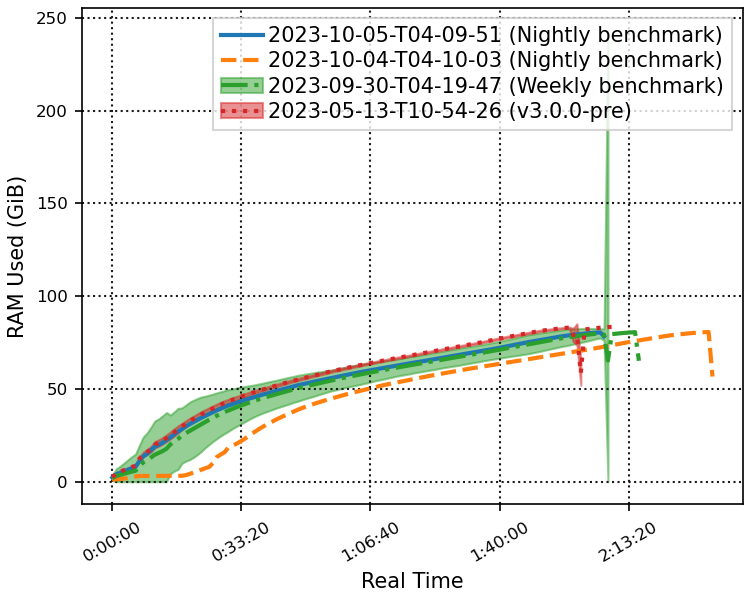 2023-10-05-T04-09-51 (Nightly benchmark)
2023-10-04-T04-10-03 (Nightly benchmark)
2023-09-30-T04-19-47 (Weekly benchmark)
2023-05-13-T10-54-26 (v3.0.0-pre)
RAM Used (GiB)
250
200
150
100
50
0
0:00:00
0:33:20
1:06:40
1:40:00
2:13:20
Real Time